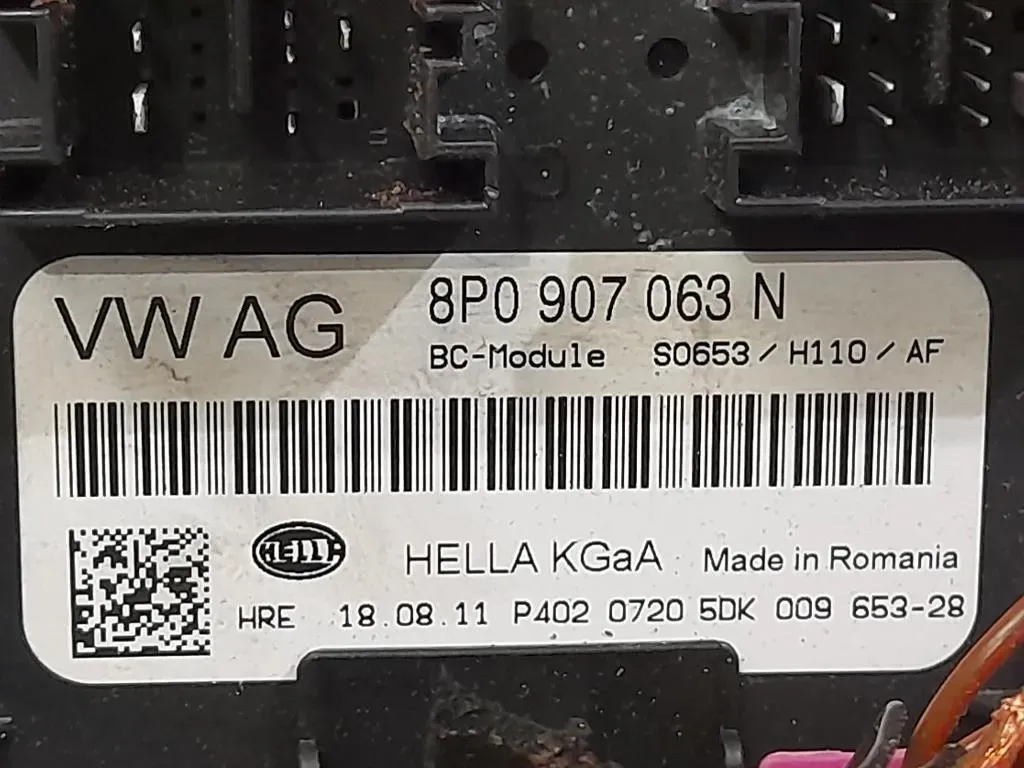 VW AG 8P0 907 063 N
BC-Module S0653 / H110 / AF
HELLA HELLA KGaA Made in Romania
HRE 18.08.11 P402 0720 5DK 009 653-28